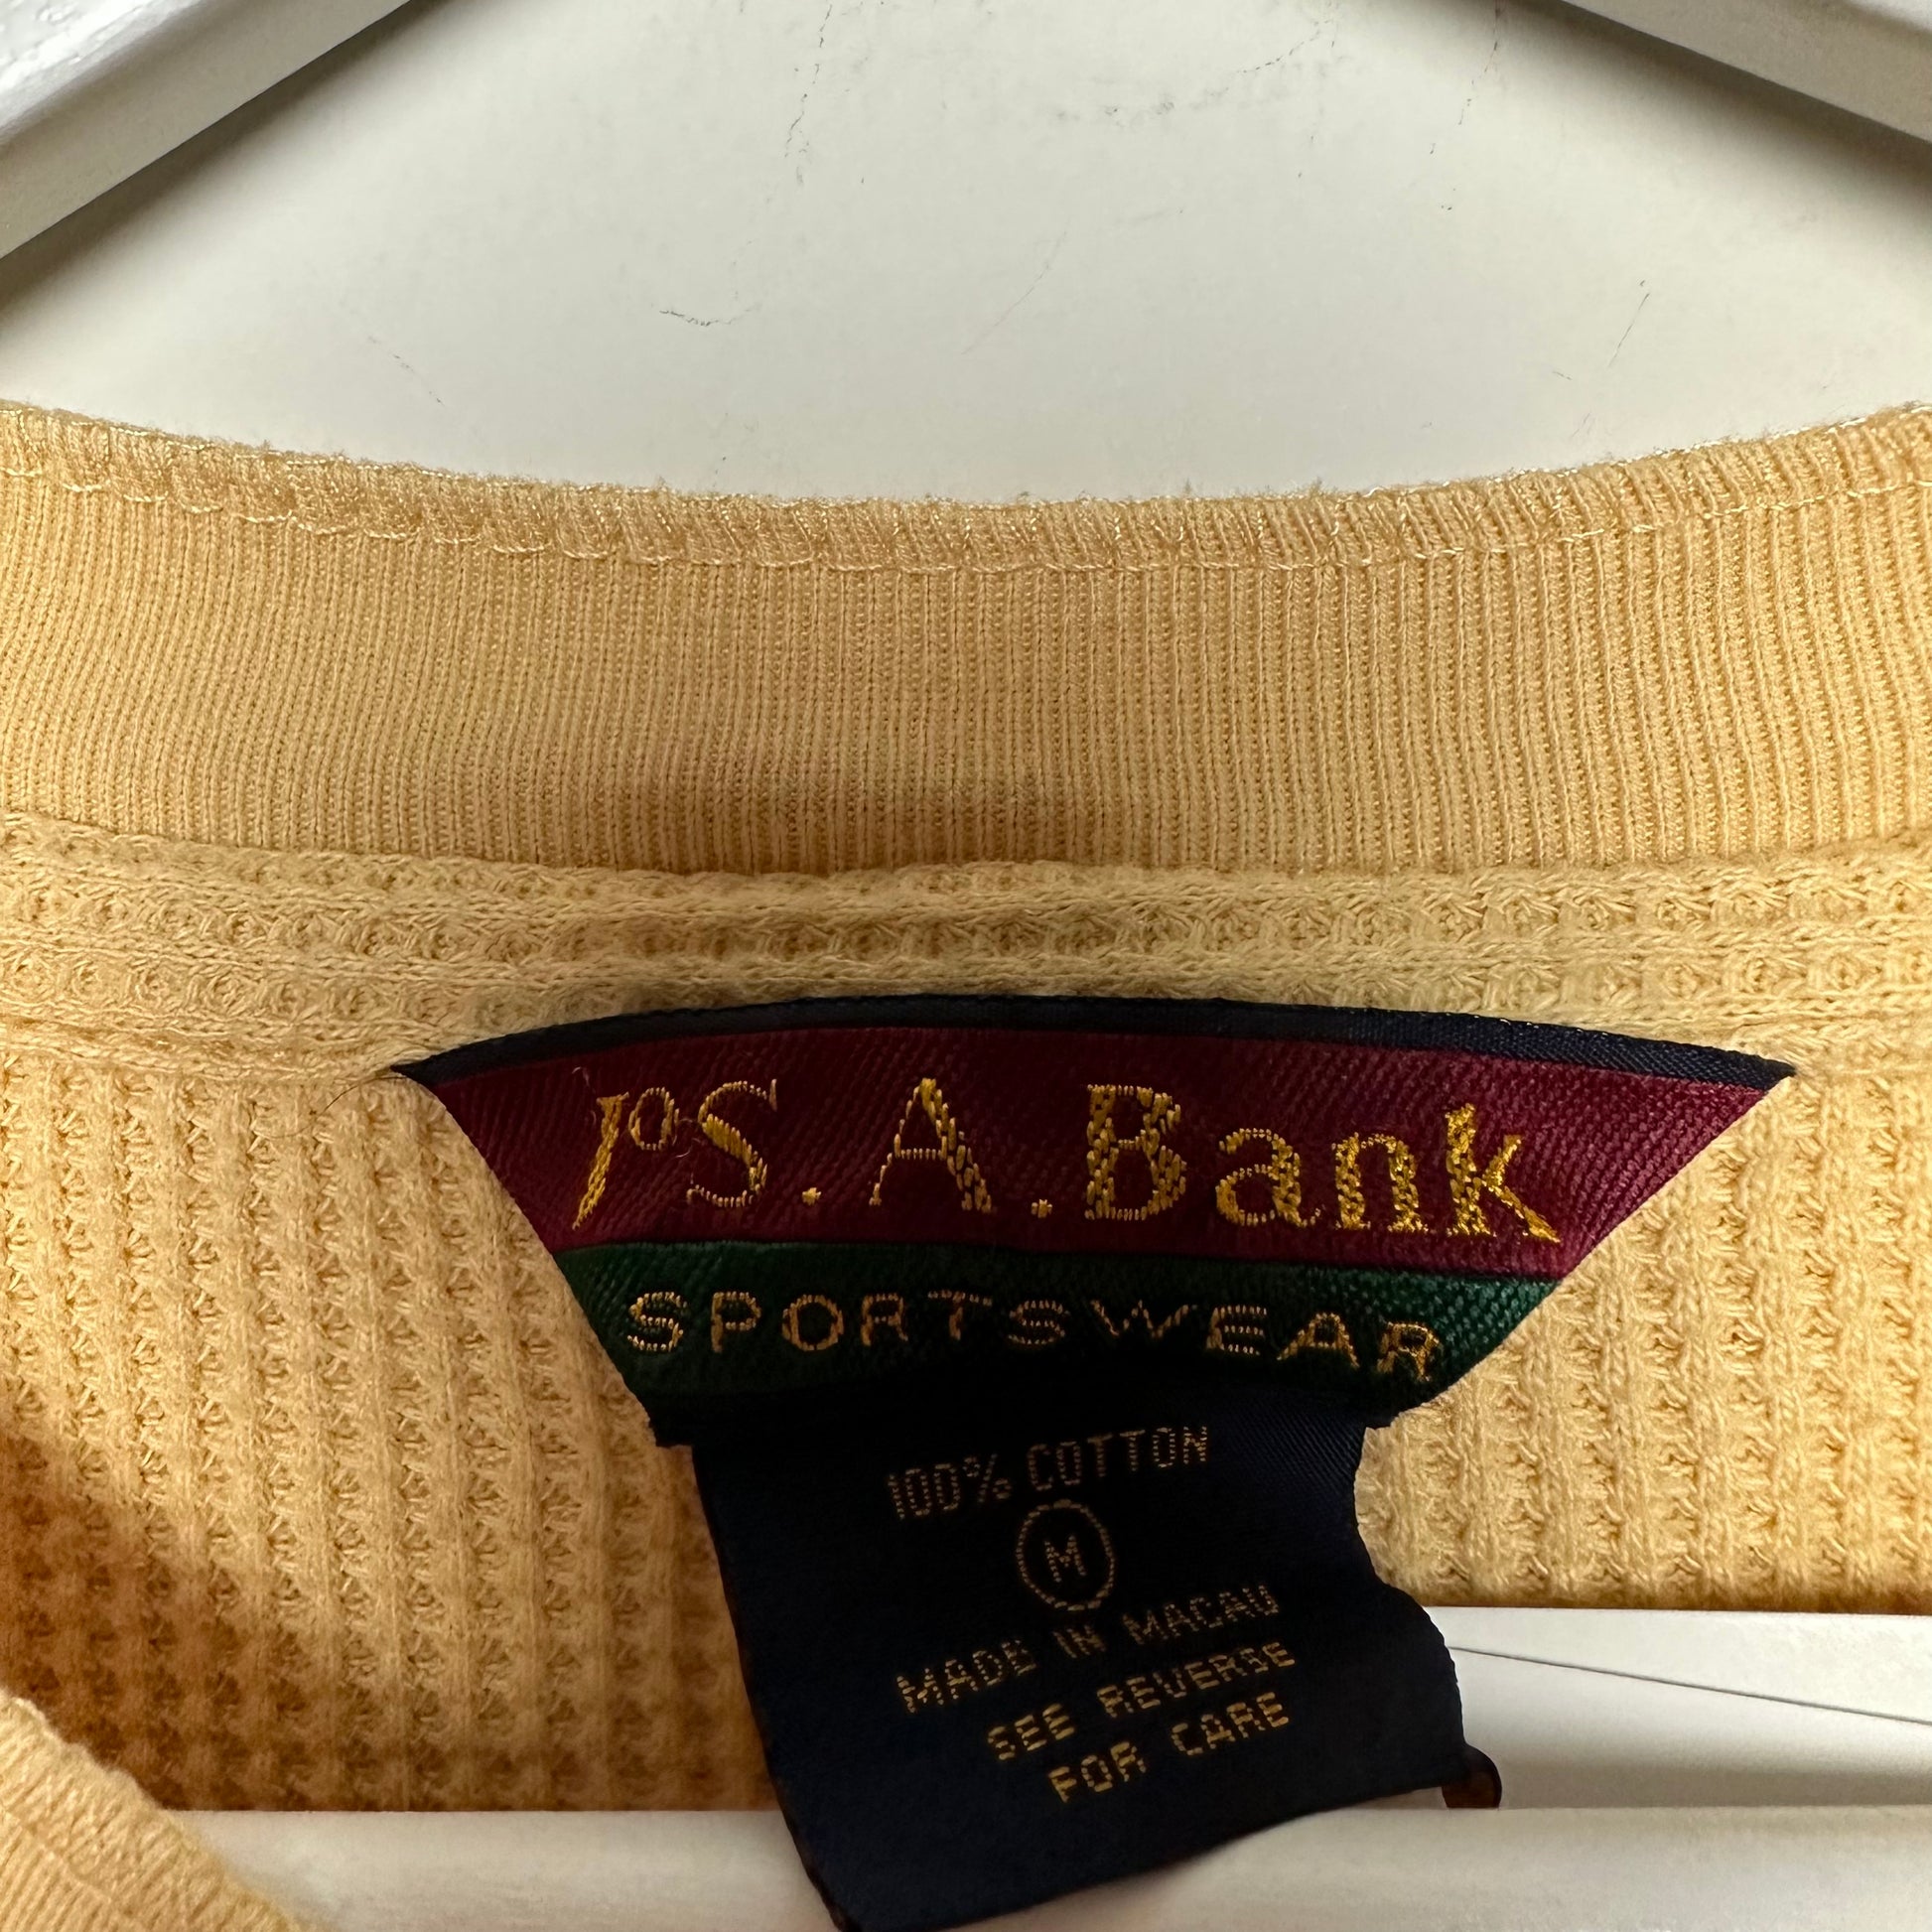 JoS.A.Bank
SPORTSWEAR
100% COTTON
M
MADE IN MACAU
SEE REVERSE
FOR CARE